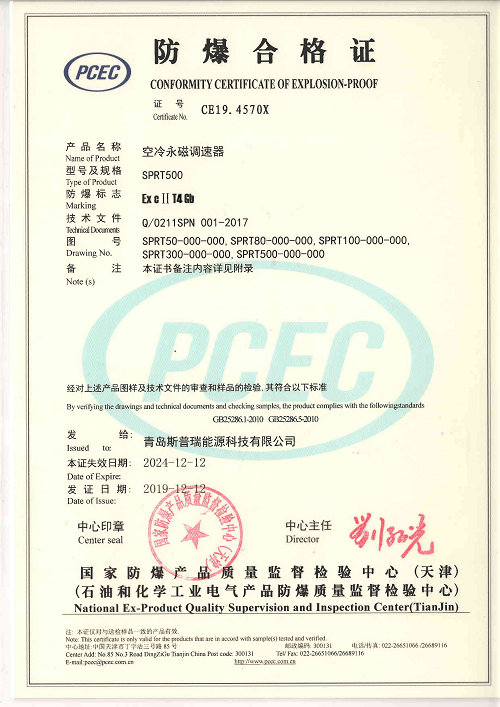 PCEC
防爆合格证
CONFORMITY CERTIFICATE OF EXPLOSION-PROOF
证 号
Certificate No. CE19.4570X
产品名称 空冷永磁调速器
Name of Product
型号及规格 SPRT500
Type of Product
防爆标志 Ex c II T4 Gb
Marking
技术文件 Q/0211SPN 001-2017
Technical Documents
图 号 SPRT50-000-000, SPRT80-000-000, SPRT100-000-000,
Drawing No. SPRT300-000-000, SPRT500-000-000
备 注 本证书备注内容详见附录
Note (s)
PCEC
经对上述产品图样及技术文件的审查和样品的检验,其符合以下标准
By verifying the drawings and technical documents and checking samples, the product complies with the followingstandards
GB25286.1-2010 GB25286.5-2010
发 给: 青岛斯普瑞能源科技有限公司
Issued to:
本证失效日期: 2024-12-12
Date of Expire:
发证日期: 2019-12-12
Date of Issue:
国家防爆产品质量监督检验中心(天津)
中心印章 中心主任
Center seal Director
国家防爆产品质量监督检验中心(天津)
(石油和化学工业电气产品防爆质量监督检验中心)
National Ex-Product Quality Supervision and Inspection Center(TianJin)
注: 本证仅对与送检样品一致的产品有效.
Note: This certificate is only valid for the products that are in accord with sample(s) tested and verified.
中心地址:中国天津市丁字沽三号路 85 号 邮政编码: 300131 电话/传真: 022-26651066 /26689116
Center Add: No.85 No.3 Road DingZiGu Tianjin China Post code: 300131 Tel/ Fax: 022-26651066/26689116
E-mail:pcec@pcec.com.cn http://www.pcec.com.cn